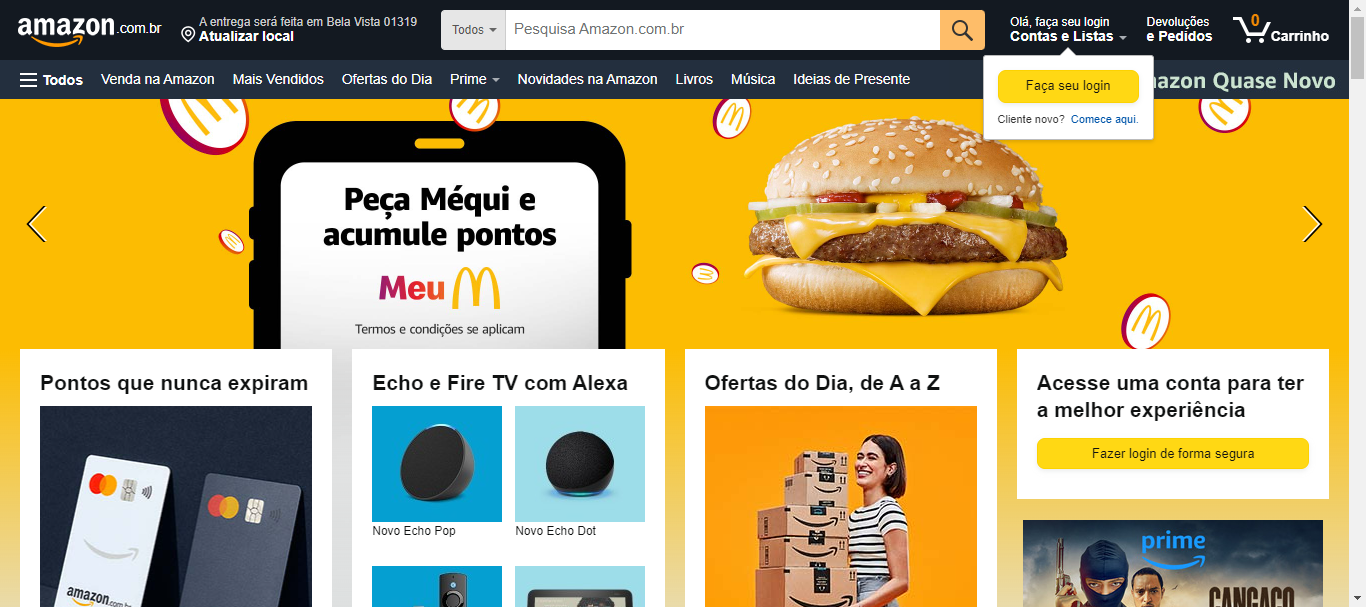 amazon.com.br
A entrega será feita em Bela Vista 01319
Atualizar local
Todos
Pesquisa Amazon.com.br
Olá, faça seu login
Contas e Listas
Devoluções
e Pedidos
0
Carrinho
Todos
Venda na Amazon
Mais Vendidos
Ofertas do Dia
Prime
Novidades na Amazon
Livros
Música
Ideias de Presente
mazon Quase Novo
Faça seu login
Cliente novo? Comece aqui.
Peça Méqui e
acumule pontos
Meu M
Termos e condições se aplicam
Pontos que nunca expiram
amazon.com.br
Echo e Fire TV com Alexa
Novo Echo Pop
Novo Echo Dot
Ofertas do Dia, de A a Z
Acesse uma conta para ter
a melhor experiência
Fazer login de forma segura
prime
CANGAÇO